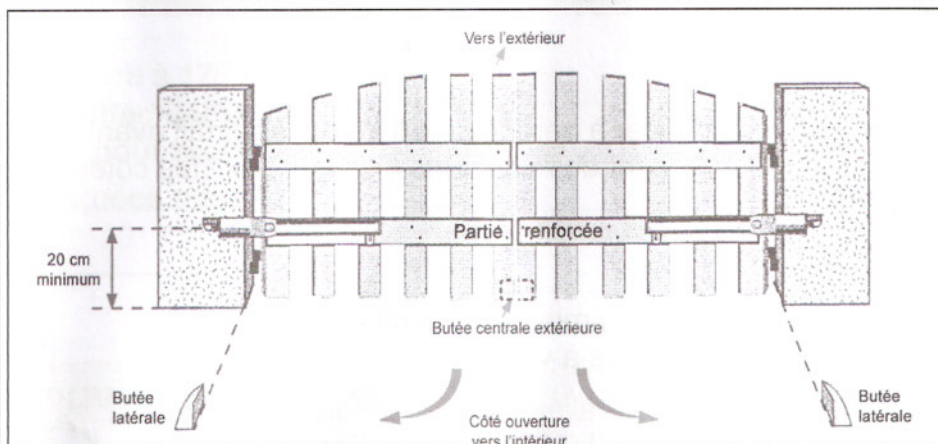 Vers l'extérieur
Partie renforcée
20 cm
minimum
Butée centrale extérieure
Butée
latérale
Côté ouverture
vers l'intérieur
Butée
latérale